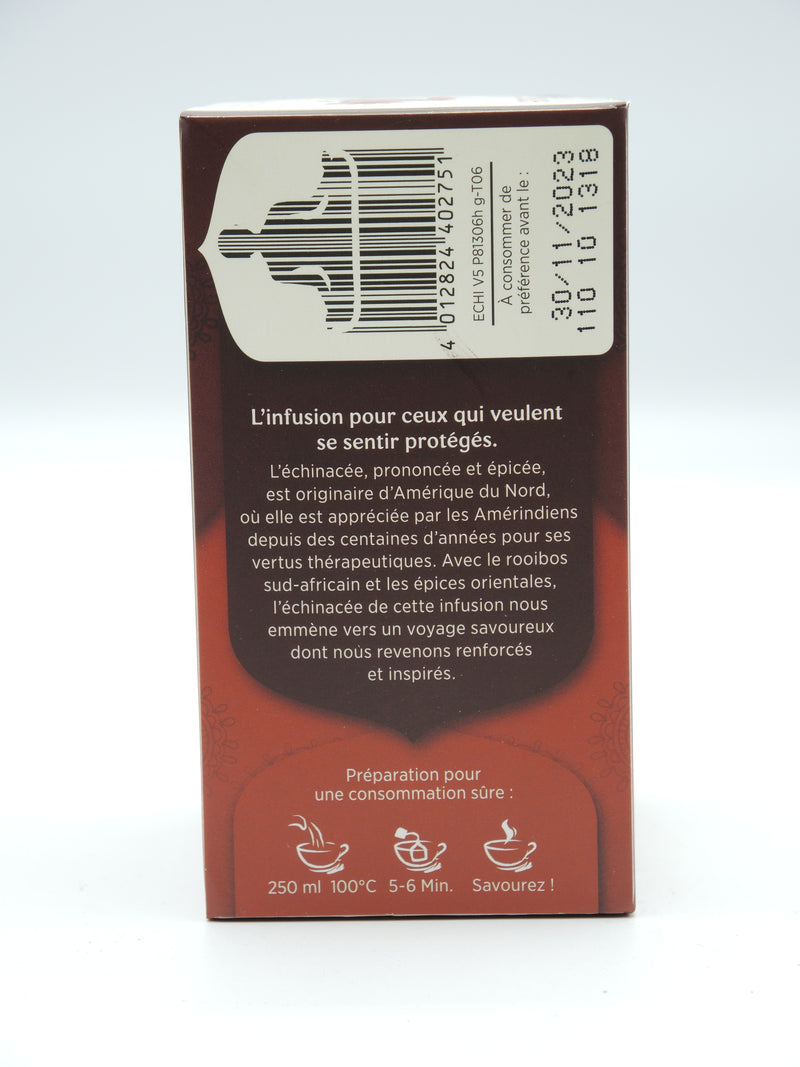 4 012824 402751
ECHI V5 P81306h g-T06
À consommer de
préférence avant le :
30/11/2023
110 10 1318
L'infusion pour ceux qui veulent
se sentir protégés.
L'échinacée, prononcée et épicée,
est originaire d'Amérique du Nord,
où elle est appréciée par les Amérindiens
depuis des centaines d'années pour ses
vertus thérapeutiques. Avec le rooibos
sud-africain et les épices orientales,
l'échinacée de cette infusion nous
emmène vers un voyage savoureux
dont nous revenons renforcés
et inspirés.
Préparation pour
une consommation sûre :
250 ml 100°C 5-6 Min. Savourez !